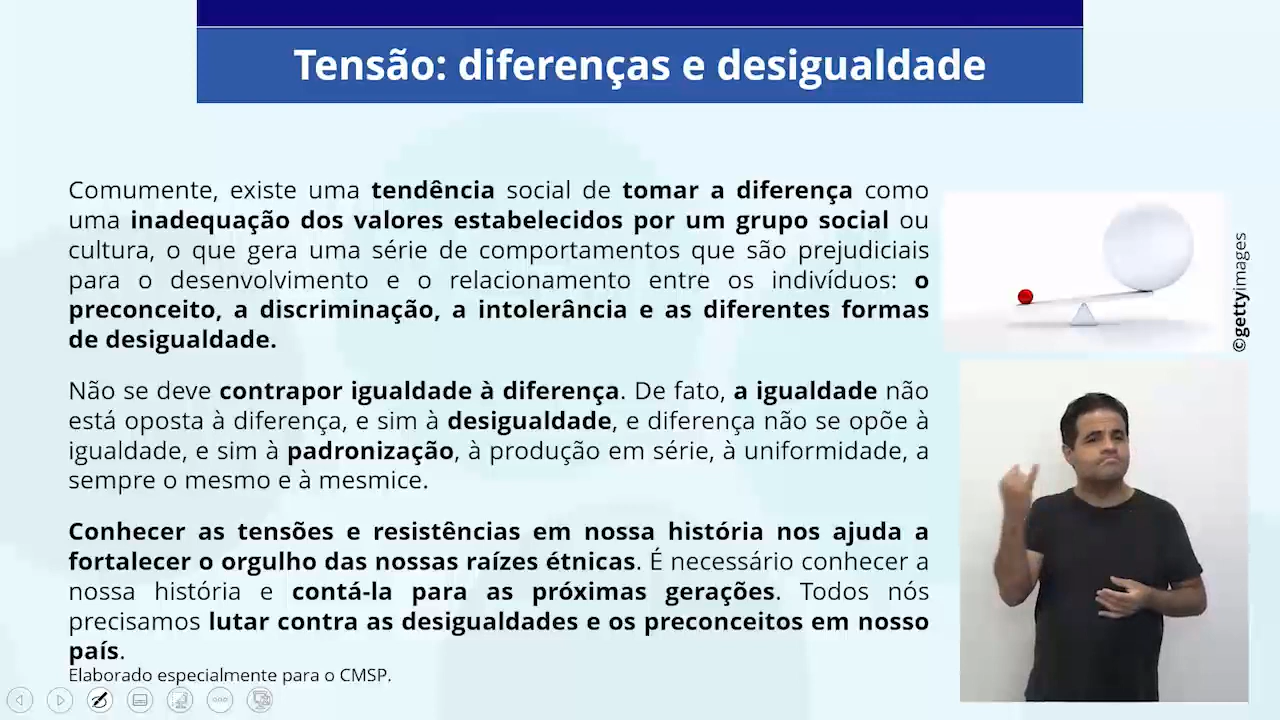 Tensão: diferenças e desigualdade
Comumente, existe uma tendência social de tomar a diferença como
uma inadequação dos valores estabelecidos por um grupo social ou
cultura, o que gera uma série de comportamentos que são prejudiciais
para o desenvolvimento e o relacionamento entre os indivíduos: o
preconceito, a discriminação, a intolerância e as diferentes formas
de desigualdade.
Não se deve contrapor igualdade à diferença. De fato, a igualdade não
está oposta à diferença, e sim à desigualdade, e diferença não se opõe à
igualdade, e sim à padronização, à produção em série, à uniformidade, a
sempre o mesmo e à mesmice.
Conhecer as tensões e resistências em nossa história nos ajuda a
fortalecer o orgulho das nossas raízes étnicas. É necessário conhecer a
nossa história e contá-la para as próximas gerações. Todos nós
precisamos lutar contra as desigualdades e os preconceitos em nosso
país.
Elaborado especialmente para o CMSP.
©gettyimages